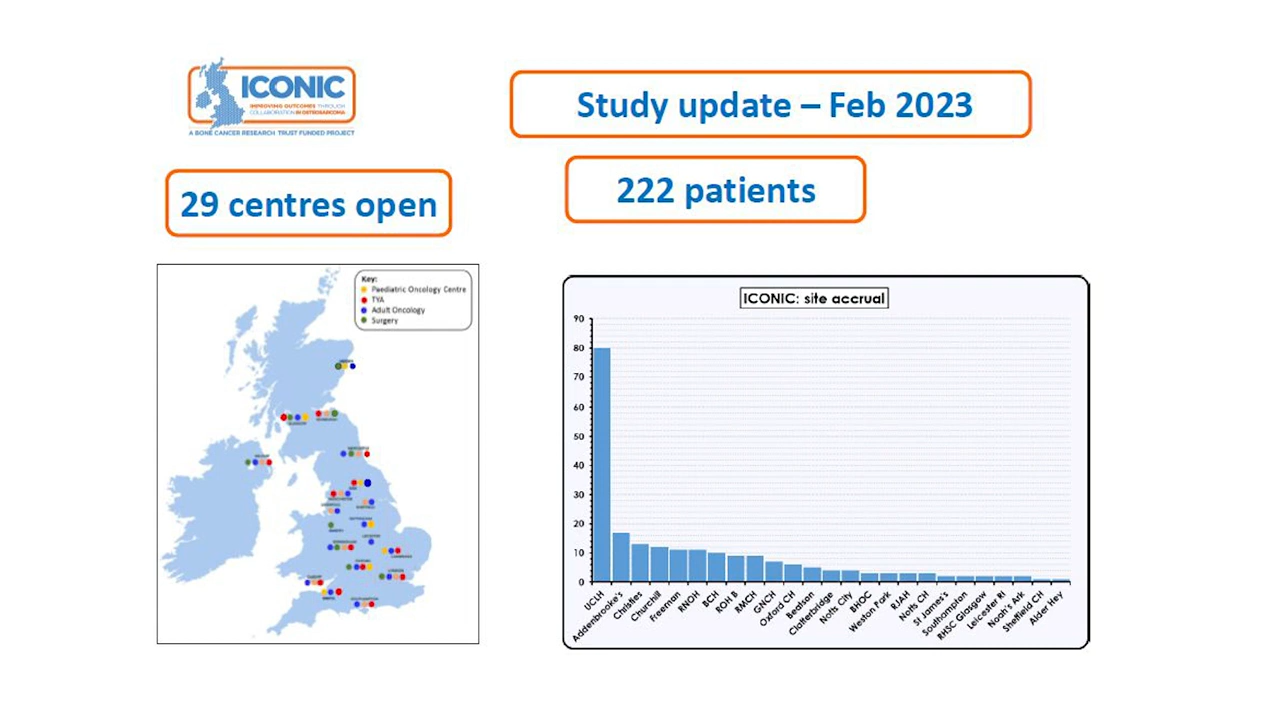 ICONIC
IMPROVING OUTCOMES THROUGH
COLLABORATION IN OSTEOSARCOMA
A BONE CANCER RESEARCH TRUST FUNDED PROJECT
Study update – Feb 2023
29 centres open
222 patients
Key:
Paediatric Oncology Centre
TYA
Adult Oncology
Surgery
ICONIC: site accrual
90
80
70
60
50
40
30
20
10
0
UCLH
Addenbrooke's
Christies
Churchill
Freeman
RNOH
BCH
ROH B
RMCH
GNCH
Oxford CH
Beatson
Clatterbridge
Notts City
BHOC
Weston Park
RJAH
Notts CH
St James's
Southampton
RHSC Glasgow
Leicester RI
Noah's Ark
Sheffield CH
Alder Hey